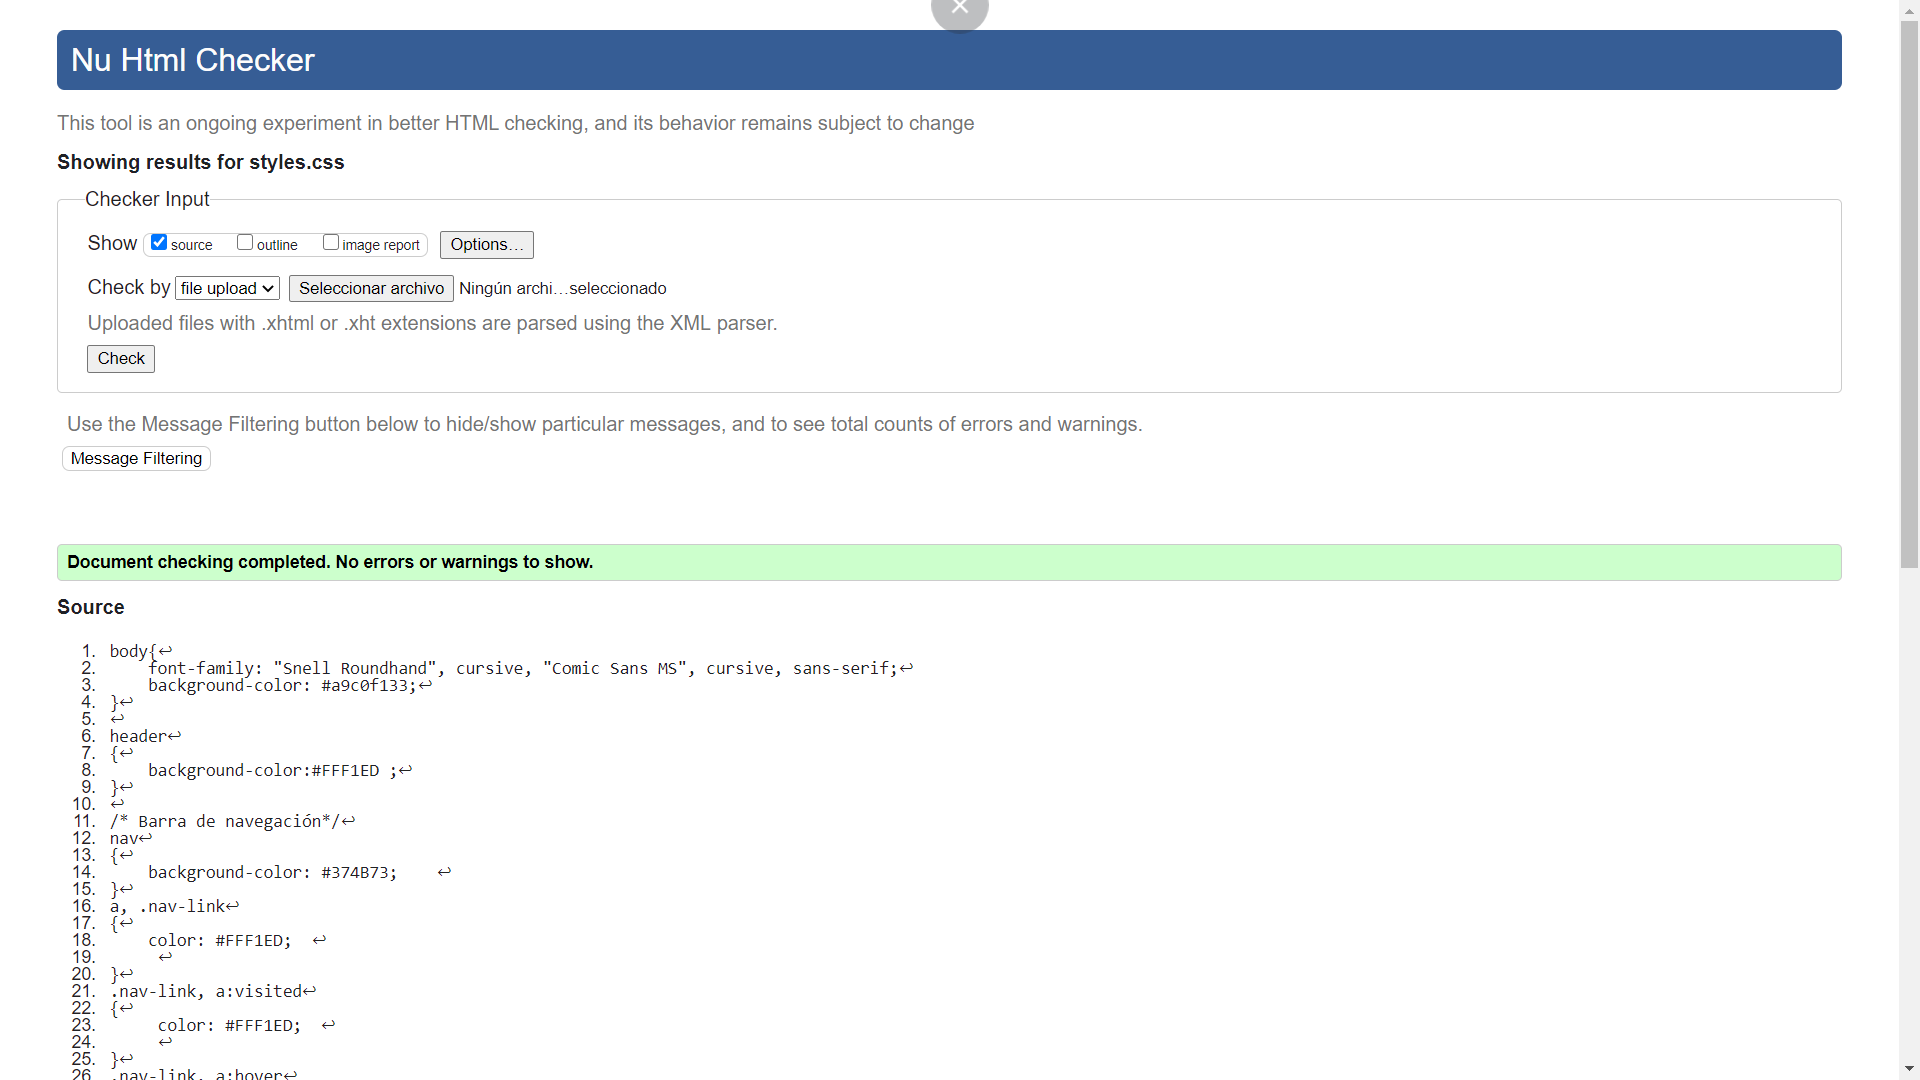 Nu Html Checker
This tool is an ongoing experiment in better HTML checking, and its behavior remains subject to change
Showing results for styles.css
Checker Input
Show source outline image report Options…
Check by file upload Seleccionar archivo Ningún archi…seleccionado
Uploaded files with .xhtml or .xht extensions are parsed using the XML parser.
Check
Use the Message Filtering button below to hide/show particular messages, and to see total counts of errors and warnings.
Message Filtering
Document checking completed. No errors or warnings to show.
Source
1. body{↩
2. font-family: "Snell Roundhand", cursive, "Comic Sans MS", cursive, sans-serif;↩
3. background-color: #a9c0f133;↩
4. }↩
5. ↩
6. header↩
7. {↩
8. background-color:#FFF1ED ;↩
9. }↩
10. ↩
11. /* Barra de navegación*/↩
12. nav↩
13. {↩
14. background-color: #374B73; ↩
15. }↩
16. a, .nav-link↩
17. {↩
18. color: #FFF1ED; ↩
19. ↩
20. }↩
21. .nav-link, a:visited↩
22. {↩
23. color: #FFF1ED; ↩
24. ↩
25. }↩
26. .nav-link, a:hover↩